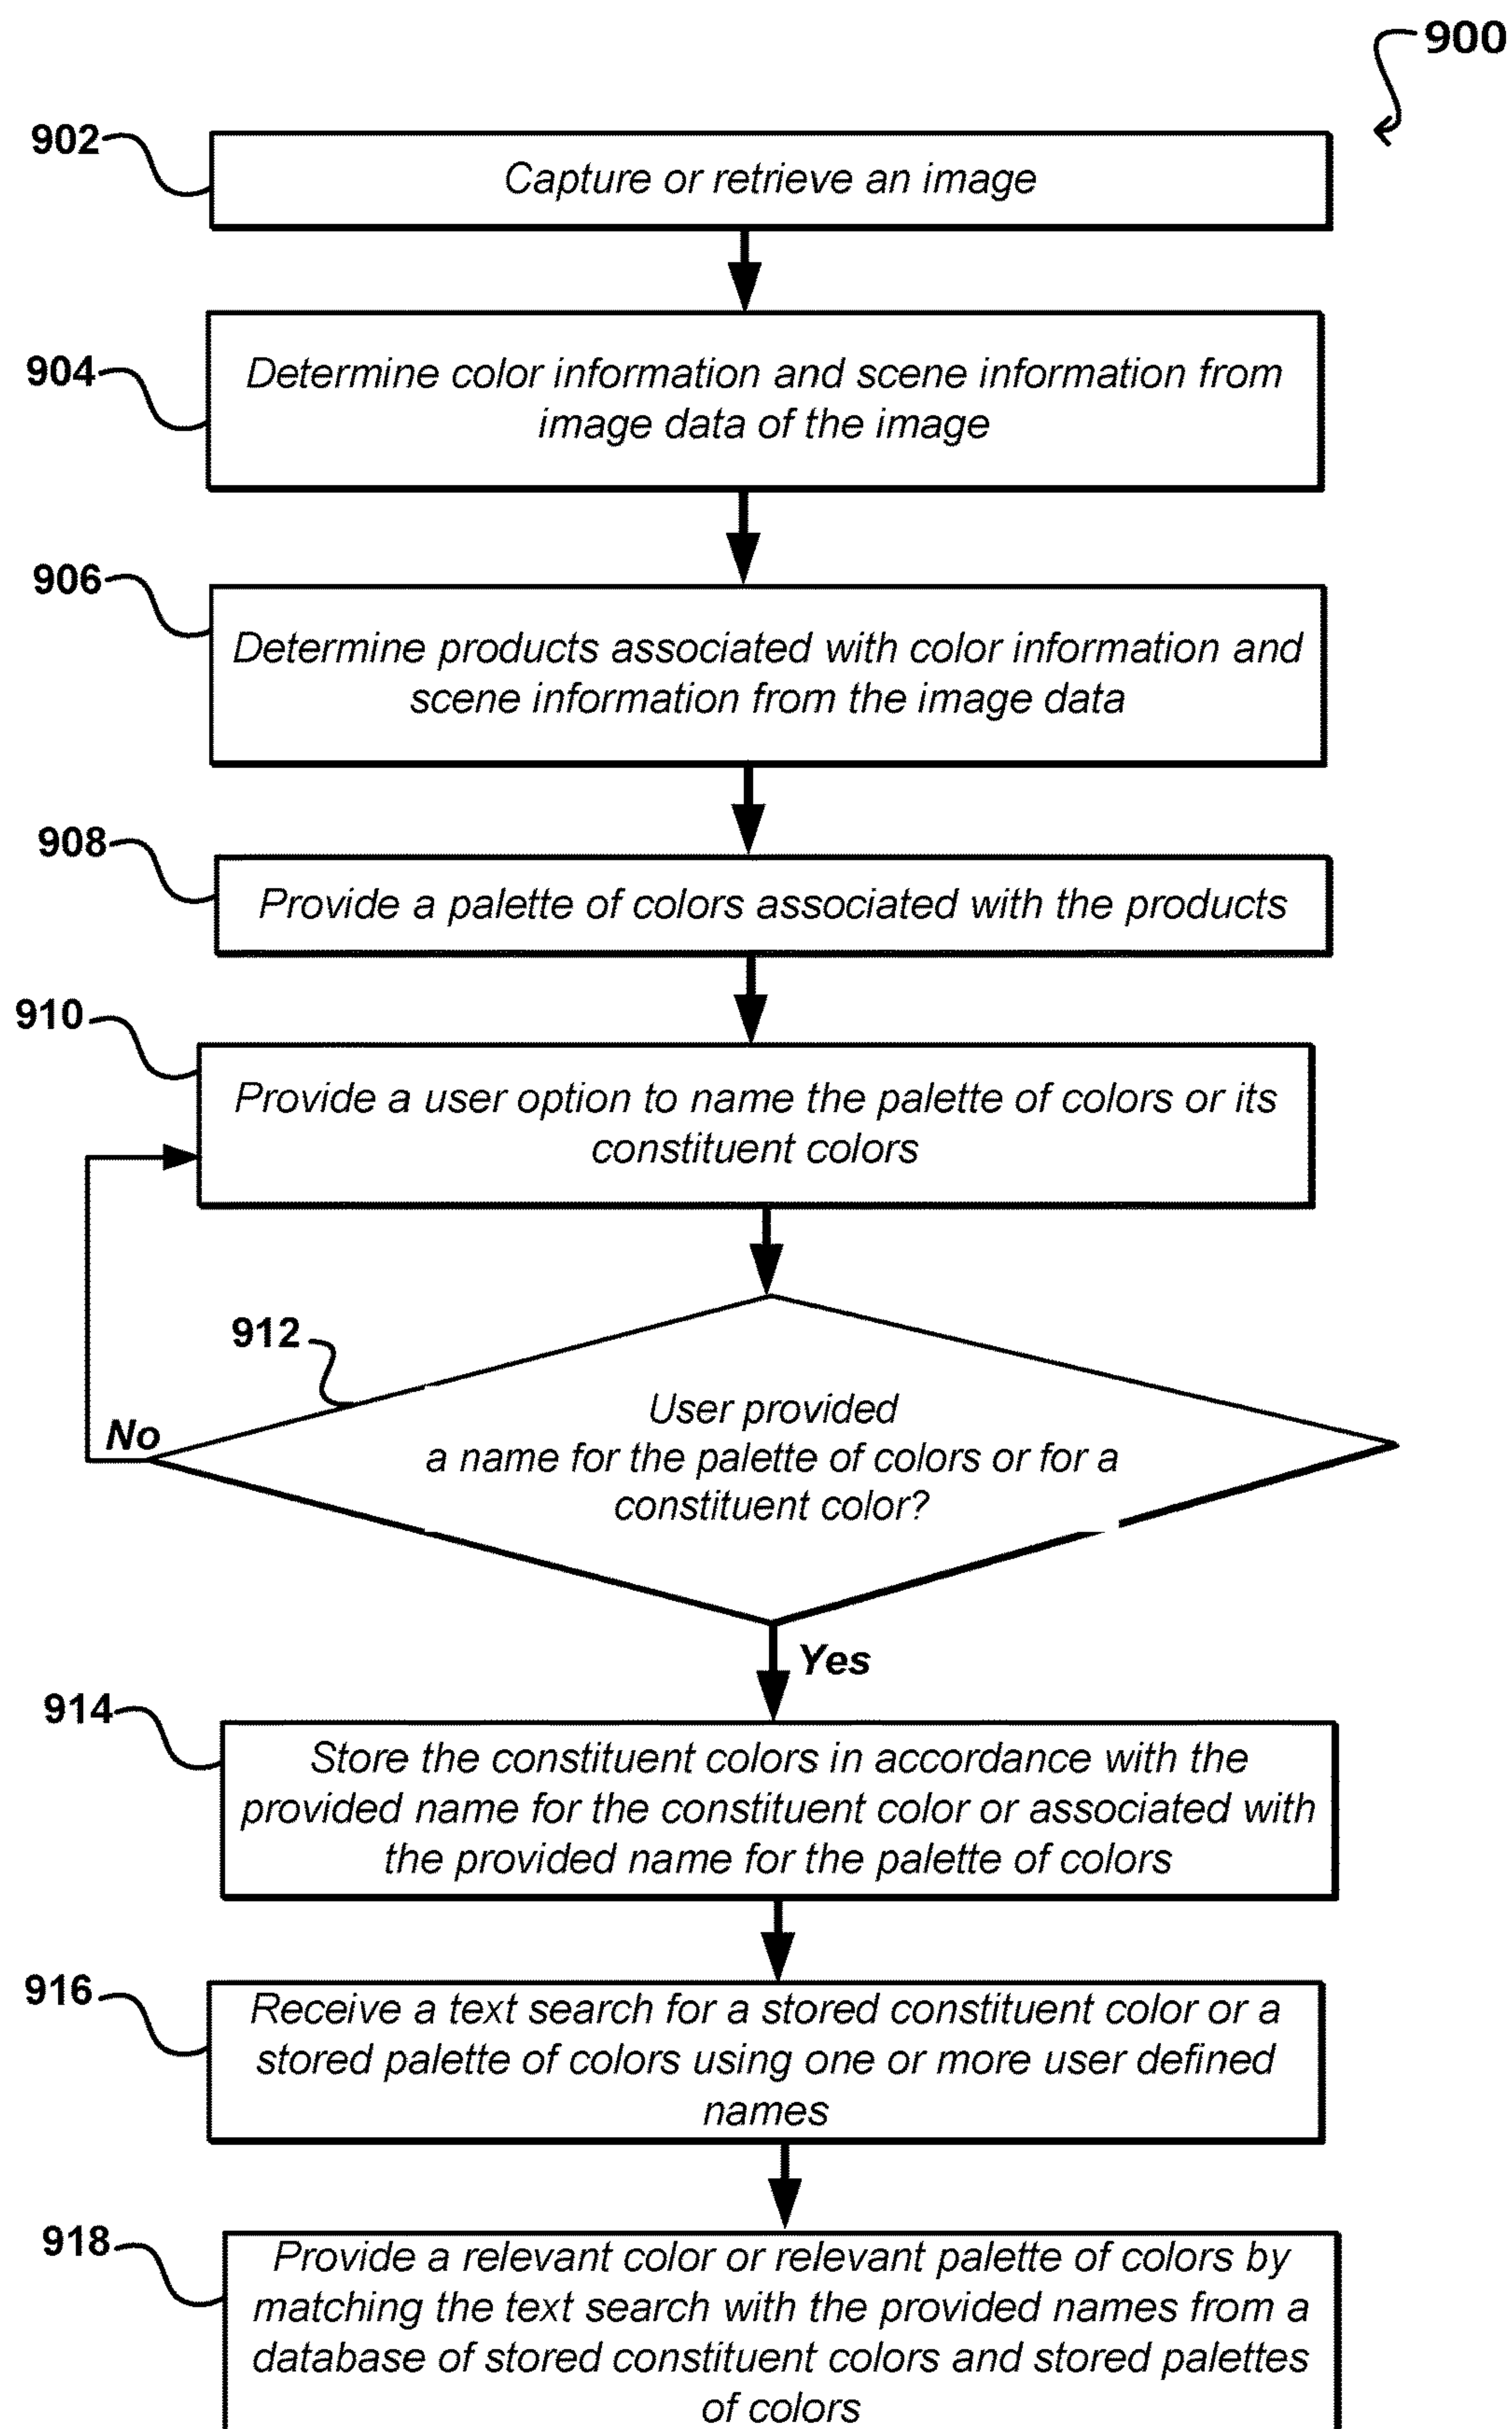 900
902
Capture or retrieve an image
904
Determine color information and scene information from
image data of the image
906
Determine products associated with color information and
scene information from the image data
908
Provide a palette of colors associated with the products
910
Provide a user option to name the palette of colors or its
constituent colors
912
User provided
a name for the palette of colors or for a
constituent color?
No
Yes
914
Store the constituent colors in accordance with the
provided name for the constituent color or associated with
the provided name for the palette of colors
916
Receive a text search for a stored constituent color or a
stored palette of colors using one or more user defined
names
918
Provide a relevant color or relevant palette of colors by
matching the text search with the provided names from a
database of stored constituent colors and stored palettes
of colors